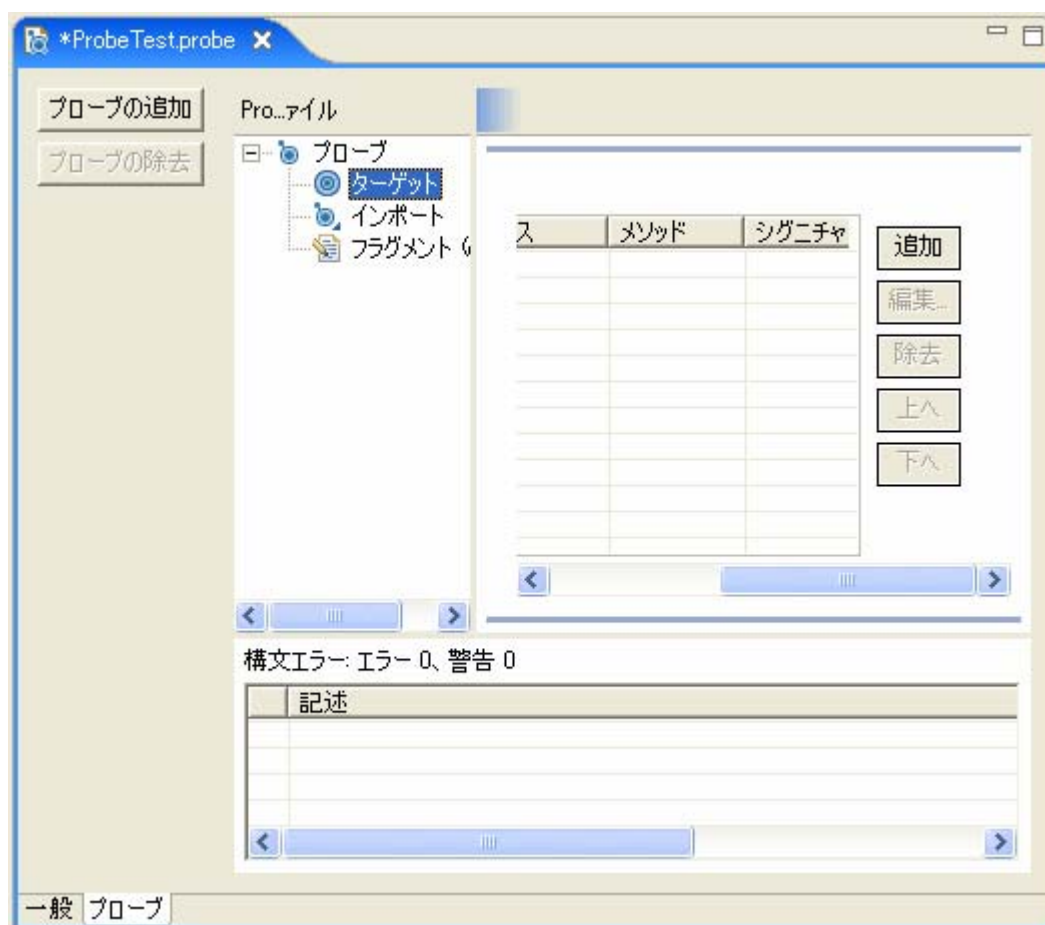 *ProbeTest.probe
プローブの追加
プローブの除去
Pro...ァイル
プローブ
ターゲット
インポート
フラグメント (
ス メソッド シグニチャ
追加
編集...
除去
上へ
下へ
構文エラー: エラー 0、警告 0
記述
一般 プローブ